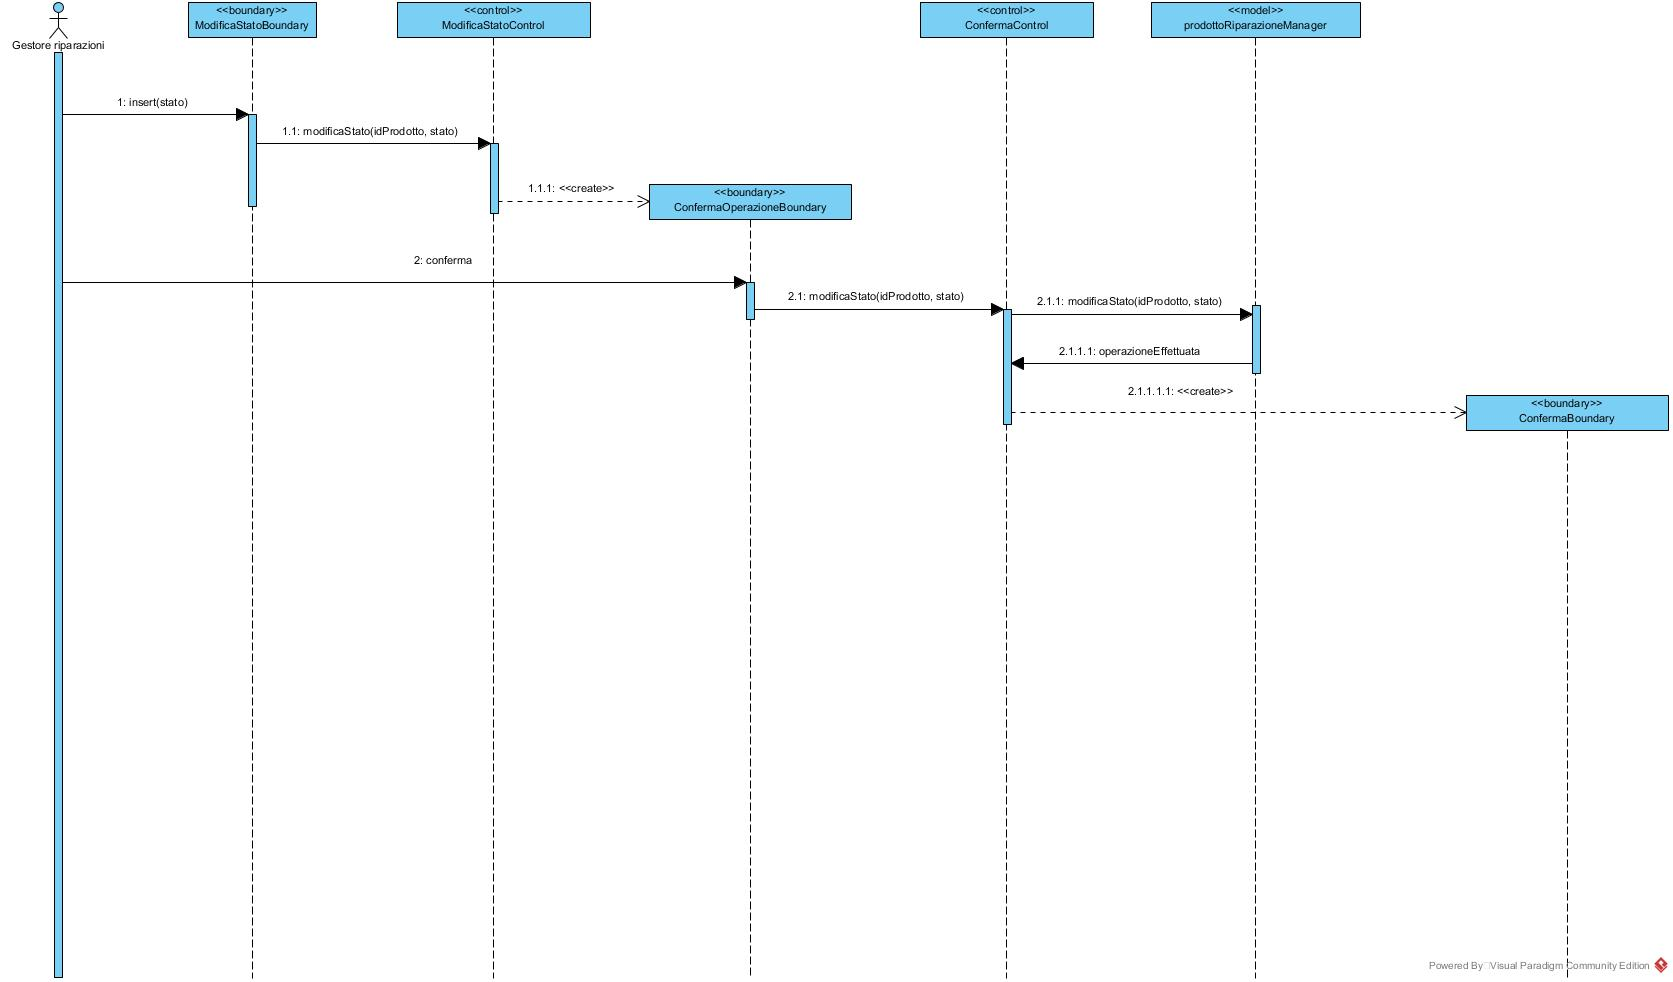 <<boundary>>
ModificaStatoBoundary
<<control>>
ModificaStatoControl
<<control>>
ConfermaControl
<<model>>
prodottoRiparazioneManager
Gestore riparazioni
1: insert(stato)
1.1: modificaStato(idProdotto, stato)
1.1.1: <<create>>
<<boundary>>
ConfermaOperazioneBoundary
2: conferma
2.1: modificaStato(idProdotto, stato)
2.1.1: modificaStato(idProdotto, stato)
2.1.1.1: operazioneEffettuata
2.1.1.1.1: <<create>>
<<boundary>>
ConfermaBoundary
Powered By Visual Paradigm Community Edition